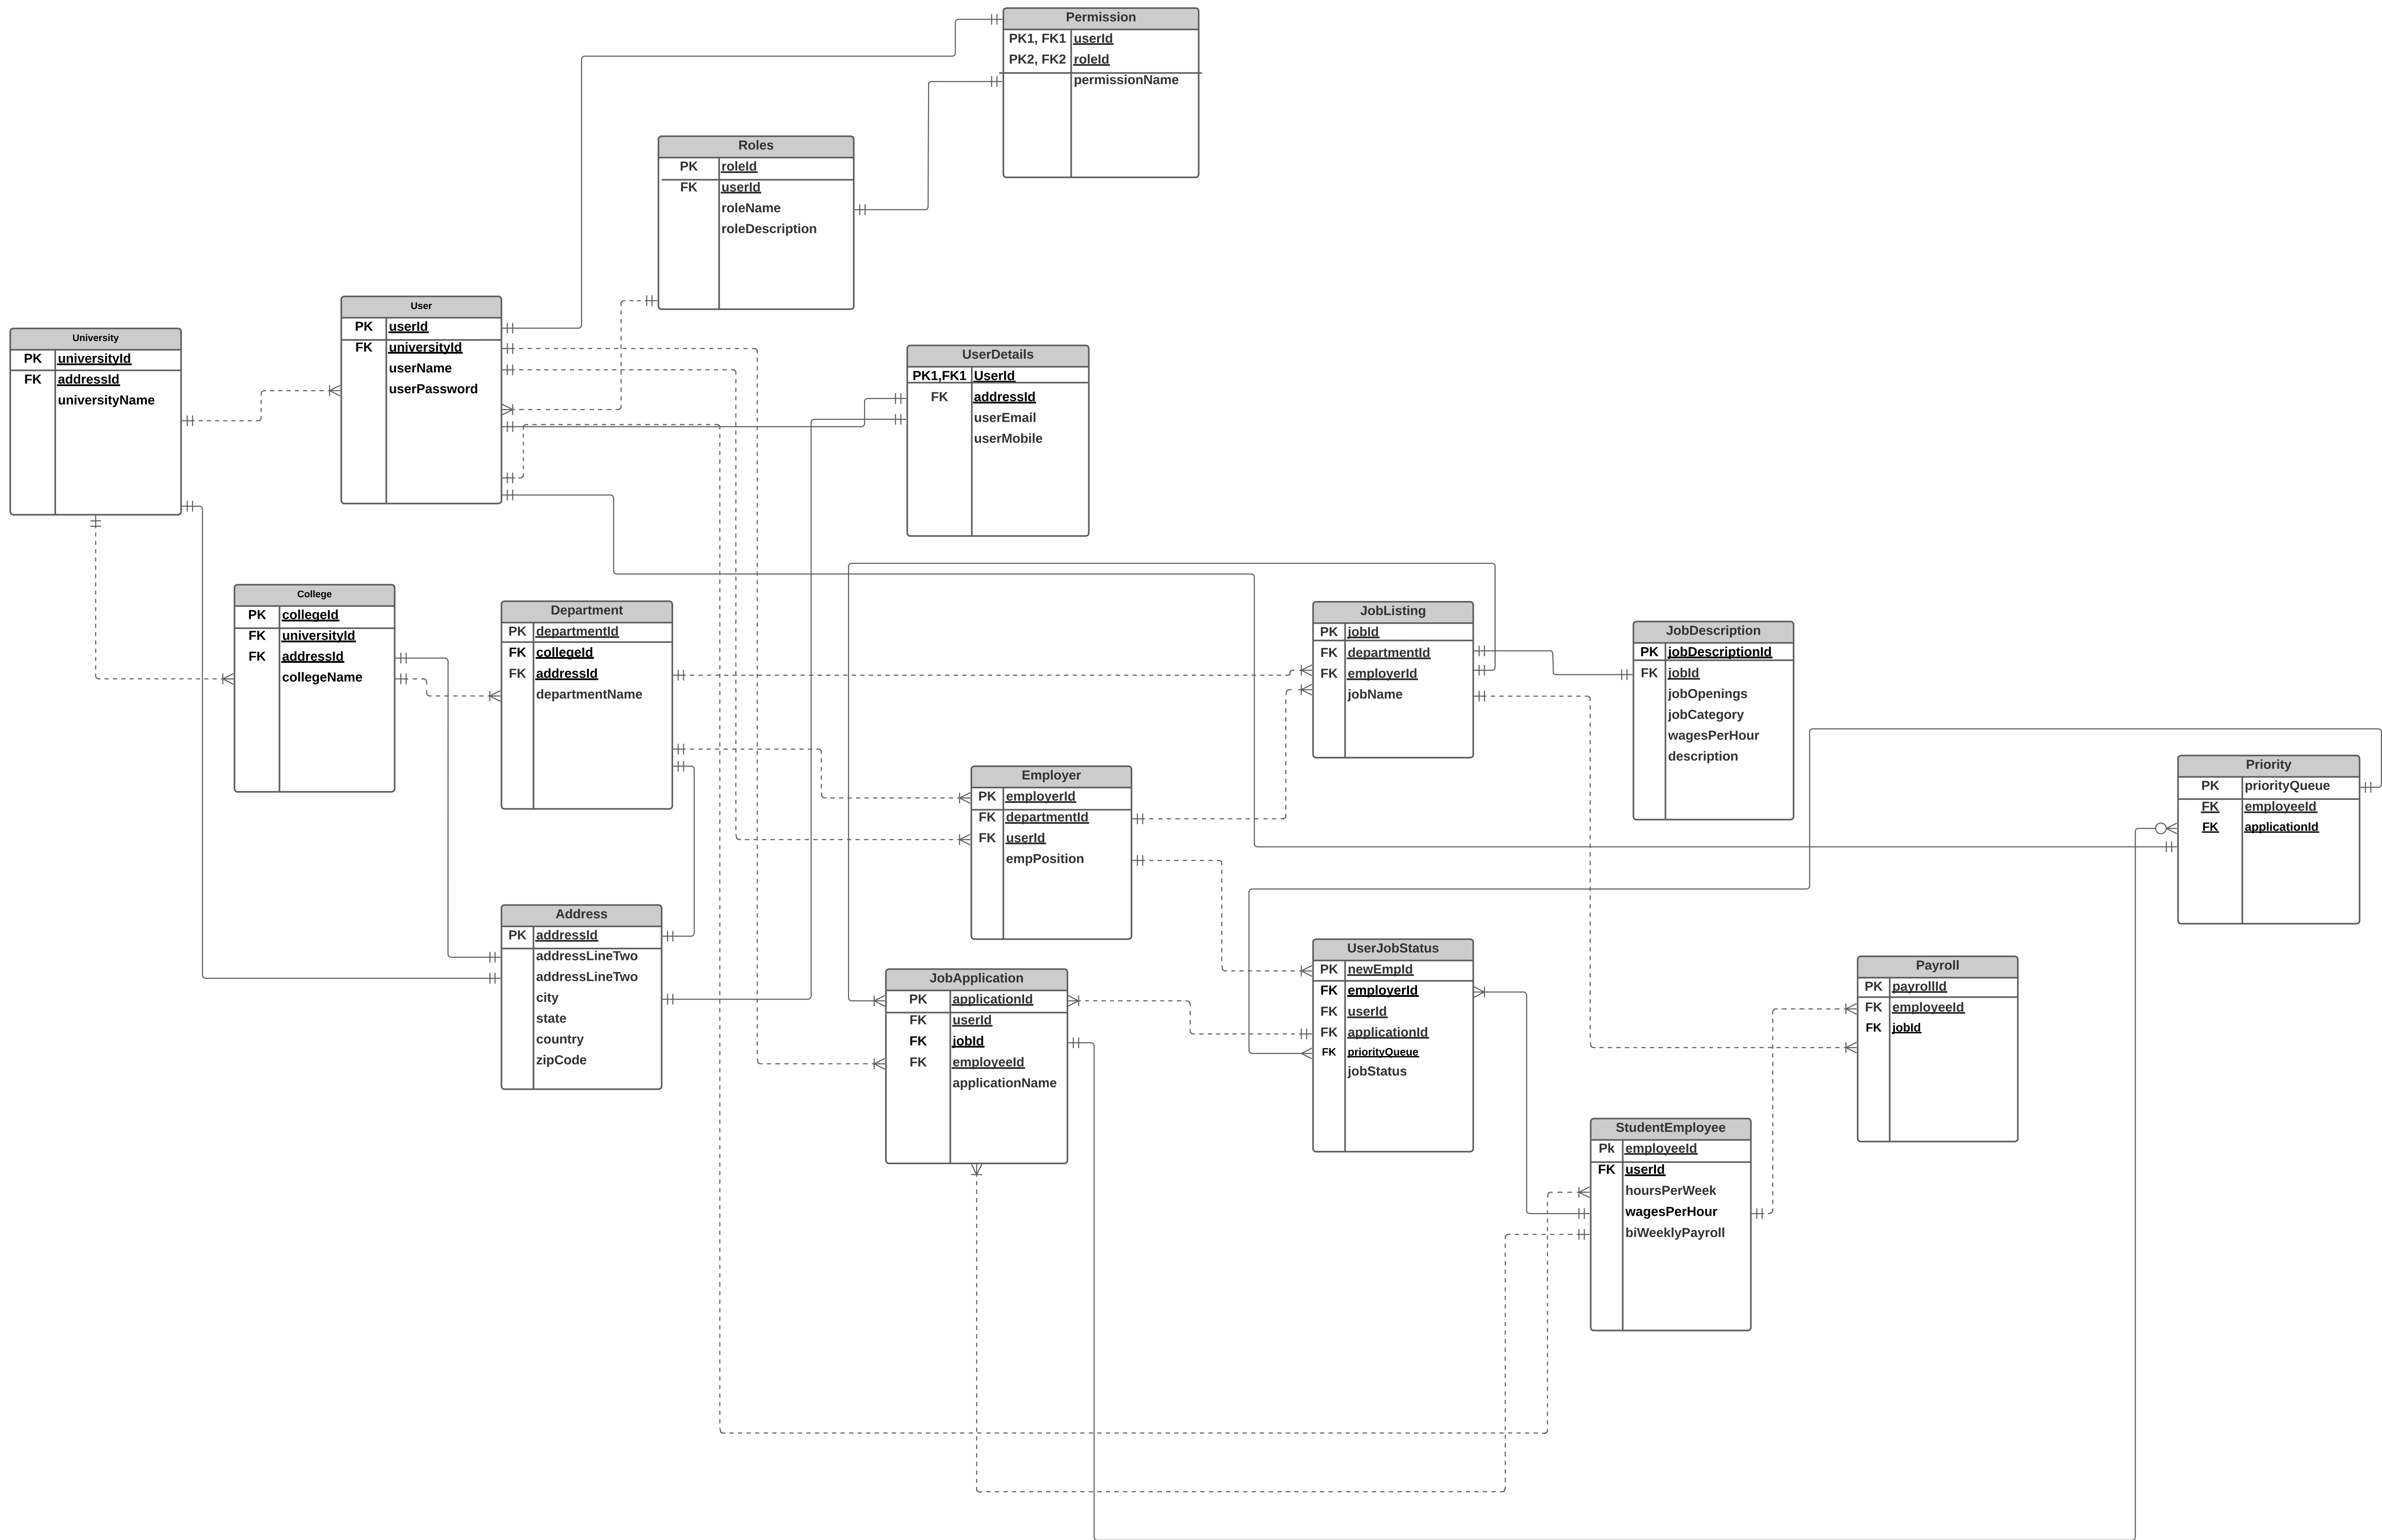 Permission
PK1, FK1 userId
PK2, FK2 roleId
permissionName
Roles
PK roleId
FK userId
roleName
roleDescription
User
PK userId
FK universityId
userName
userPassword
University
PK universityId
FK addressId
universityName
UserDetails
PK1,FK1 UserId
FK addressId
userEmail
userMobile
College
PK collegeId
FK universityId
FK addressId
collegeName
Department
PK departmentId
FK collegeId
FK addressId
departmentName
JobListing
PK jobId
FK departmentId
FK employerId
jobName
JobDescription
PK jobDescriptionId
FK jobId
jobOpenings
jobCategory
wagesPerHour
description
Priority
PK priorityQueue
FK employeeId
FK applicationId
Employer
PK employerId
FK departmentId
FK userId
empPosition
Address
PK addressId
addressLineTwo
addressLineTwo
city
state
country
zipCode
JobApplication
PK applicationId
FK userId
FK jobId
FK employeeId
applicationName
UserJobStatus
PK newEmpId
FK employerId
FK userId
FK applicationId
FK priorityQueue
jobStatus
Payroll
PK payrollId
FK employeeId
FK jobId
StudentEmployee
Pk employeeId
FK userId
hoursPerWeek
wagesPerHour
biWeeklyPayroll